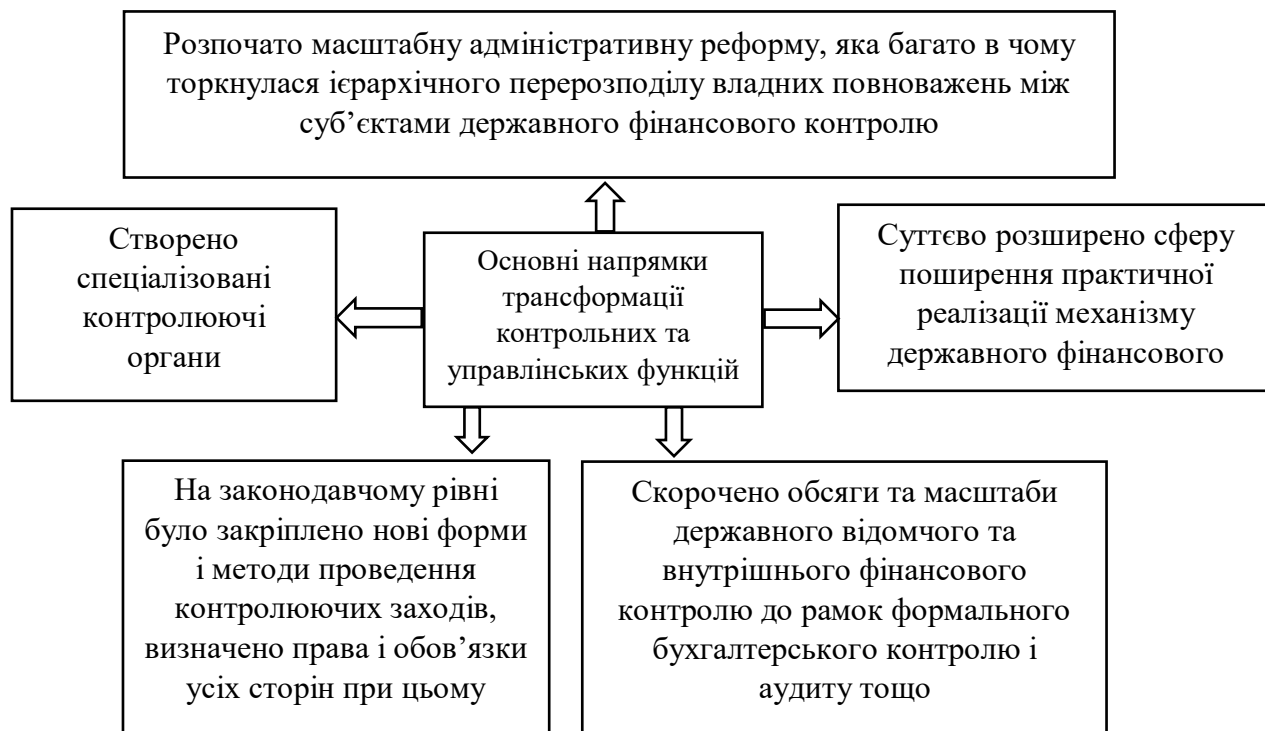 Розпочато масштабну адміністративну реформу, яка багато в чому
торкнулася ієрархічного перерозподілу владних повноважень між
суб’єктами державного фінансового контролю
Створено
спеціалізовані
контролюючі
органи
Основні напрямки
трансформації
контрольних та
управлінських функцій
Суттєво розширено сферу
поширення практичної
реалізації механізму
державного фінансового
На законодавчому рівні
було закріплено нові форми
і методи проведення
контролюючих заходів,
визначено права і обов’язки
усіх сторін при цьому
Скорочено обсяги та масштаби
державного відомчого та
внутрішнього фінансового
контролю до рамок формального
бухгалтерського контролю і
аудиту тощо